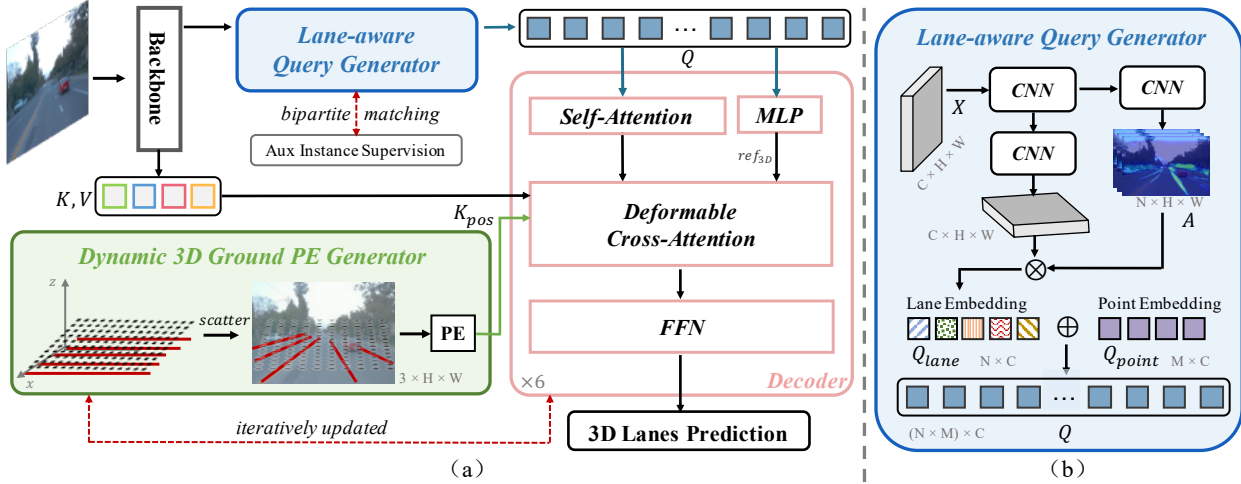 Backbone
Lane-aware
Query Generator
Q
bipartite matching
Aux Instance Supervision
Self-Attention
MLP
ref3D
K, V
Kpos
Deformable
Cross-Attention
Dynamic 3D Ground PE Generator
z
x
scatter
PE
3 × H × W
FFN
×6
Decoder
iteratively updated
3D Lanes Prediction
(a)
Lane-aware Query Generator
X
C × H × W
CNN
CNN
CNN
N × H × W
A
C × H × W
Lane Embedding
Point Embedding
Qlane
N × C
Qpoint
M × C
(N × M) × C
Q
(b)